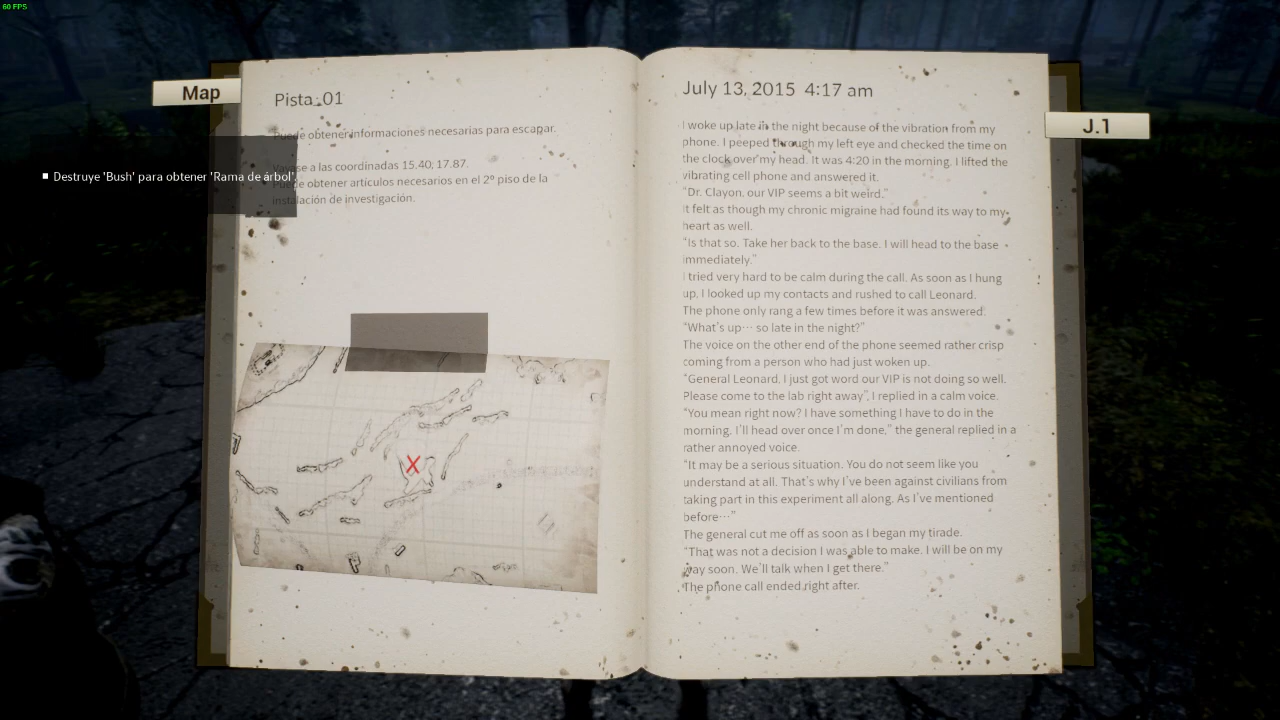 60 FPS
Map
Pista_01
Puede obtener informaciones necesarias para escapar.
Vayase a las coordinadas 15.40; 17.87.
Puede obtener artículos necesarios en el 2º piso de la
instalación de investigación.
Destruye 'Bush' para obtener 'Rama de árbol'.
July 13, 2015 4:17 am
J.1
I woke up late in the night because of the vibration from my
phone. I peeped through my left eye and checked the time on
the clock over my head. It was 4:20 in the morning. I lifted the
vibrating cell phone and answered it.
“Dr. Clayon, our VIP seems a bit weird.”
It felt as though my chronic migraine had found its way to my
heart as well.
“Is that so. Take her back to the base. I will head to the base
immediately.”
I tried very hard to be calm during the call. As soon as I hung
up, I looked up my contacts and rushed to call Leonard.
The phone only rang a few times before it was answered.
“What's up… so late in the night?”
The voice on the other end of the phone seemed rather crisp
coming from a person who had just woken up.
“General Leonard, I just got word our VIP is not doing so well.
Please come to the lab right away”, I replied in a calm voice.
“You mean right now? I have something I have to do in the
morning. I'll head over once I'm done,” the general replied in a
rather annoyed voice.
“It may be a serious situation. You do not seem like you
understand at all. That's why I've been against civilians from
taking part in this experiment all along. As I've mentioned
before…”
The general cut me off as soon as I began my tirade.
“That was not a decision I was able to make. I will be on my
way soon. We'll talk when I get there.”
The phone call ended right after.